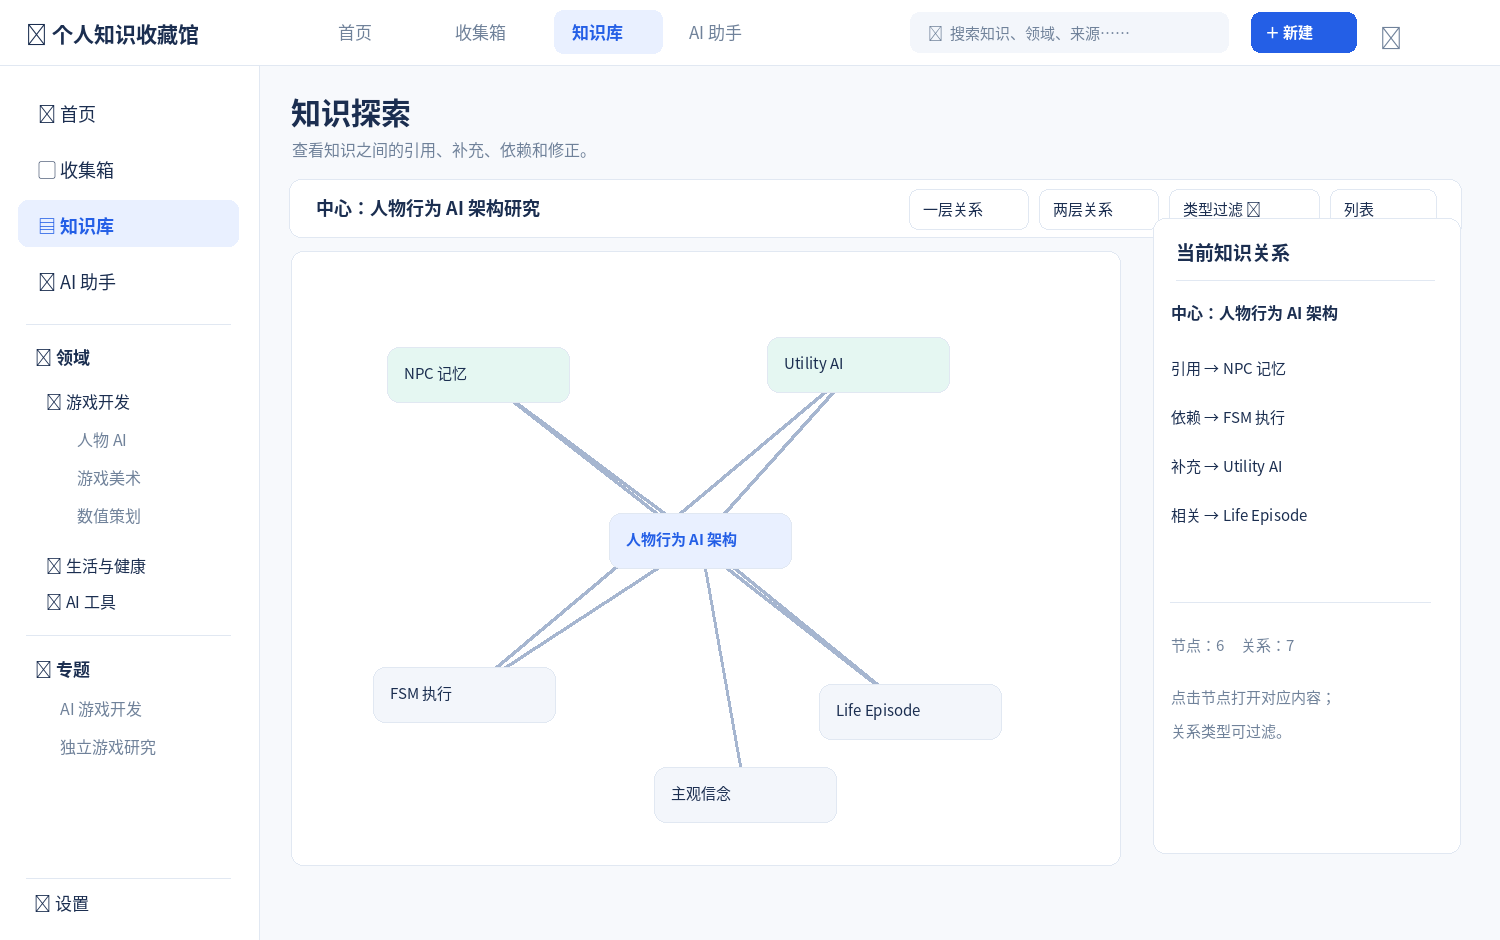 个人知识收藏馆
首页
收集箱
知识库
AI 助手
搜索知识、领域、来源……
+ 新建
首页
收集箱
知识库
AI 助手
领域
游戏开发
人物 AI
游戏美术
数值策划
生活与健康
AI 工具
专题
AI 游戏开发
独立游戏研究
设置
知识探索
查看知识之间的引用、补充、依赖和修正。
中心：人物行为 AI 架构研究
一层关系
两层关系
类型过滤
列表
NPC 记忆
Utility AI
人物行为 AI 架构
FSM 执行
Life Episode
主观信念
当前知识关系
中心：人物行为 AI 架构
引用 → NPC 记忆
依赖 → FSM 执行
补充 → Utility AI
相关 → Life Episode
节点：6 关系：7
点击节点打开对应内容；
关系类型可过滤。